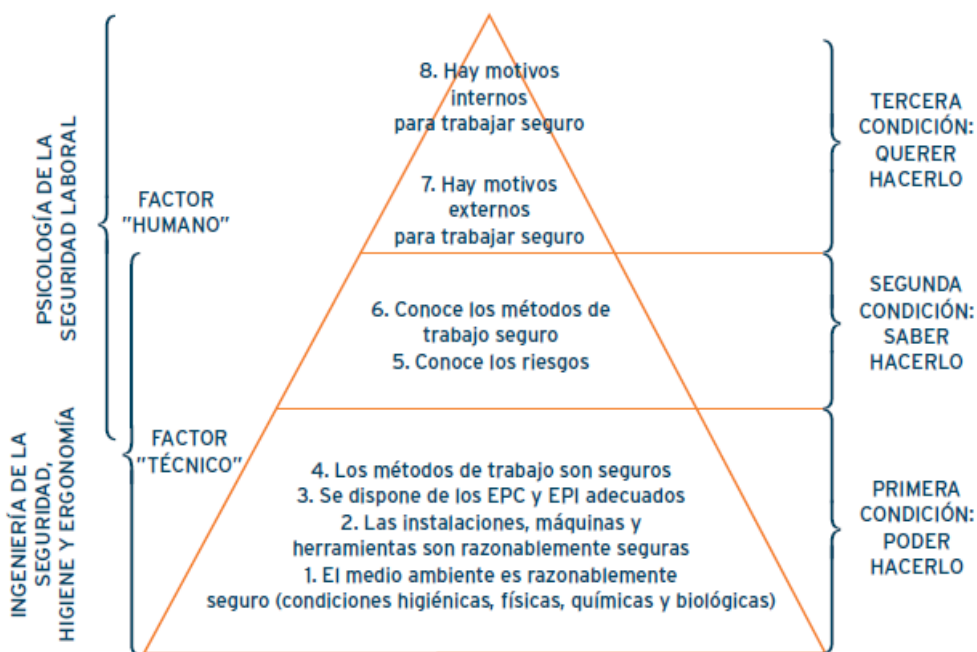 PSICOLOGÍA DE LA
SEGURIDAD LABORAL
INGENIERÍA DE LA
SEGURIDAD,
HIGIENE Y ERGONOMÍA
FACTOR
"HUMANO"
FACTOR
"TÉCNICO"
8. Hay motivos
internos
para trabajar seguro
7. Hay motivos
externos
para trabajar seguro
6. Conoce los métodos de
trabajo seguro
5. Conoce los riesgos
4. Los métodos de trabajo son seguros
3. Se dispone de los EPC y EPI adecuados
2. Las instalaciones, máquinas y
herramientas son razonablemente seguras
1. El medio ambiente es razonablemente
seguro (condiciones higiénicas, físicas, químicas y biológicas)
TERCERA
CONDICIÓN:
QUERER
HACERLO
SEGUNDA
CONDICIÓN:
SABER
HACERLO
PRIMERA
CONDICIÓN:
PODER
HACERLO